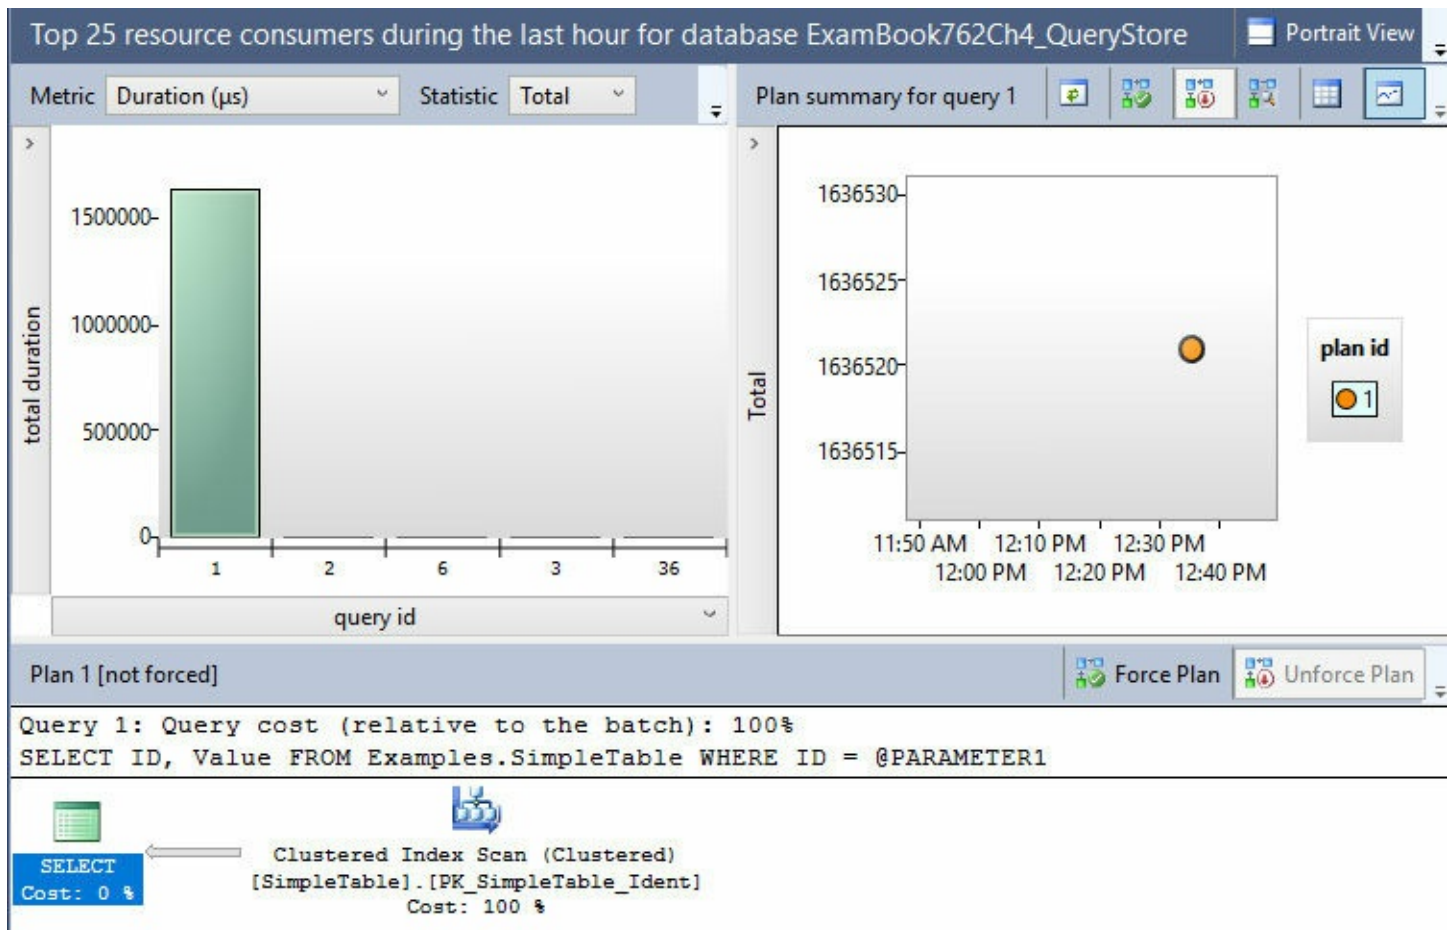 Top 25 resource consumers during the last hour for database ExamBook762Ch4_QueryStore
Portrait View
Metric Duration (µs)
Statistic Total
Plan summary for query 1
1500000
1000000
500000
0
total duration
1 2 6 3 36
query id
1636530
1636525
1636520
1636515
Total
11:50 AM 12:10 PM 12:30 PM
12:00 PM 12:20 PM 12:40 PM
plan id
1
Plan 1 [not forced]
Force Plan
Unforce Plan
Query 1: Query cost (relative to the batch): 100%
SELECT ID, Value FROM Examples.SimpleTable WHERE ID = @PARAMETER1
SELECT
Cost: 0 %
Clustered Index Scan (Clustered)
[SimpleTable].[PK_SimpleTable_Ident]
Cost: 100 %